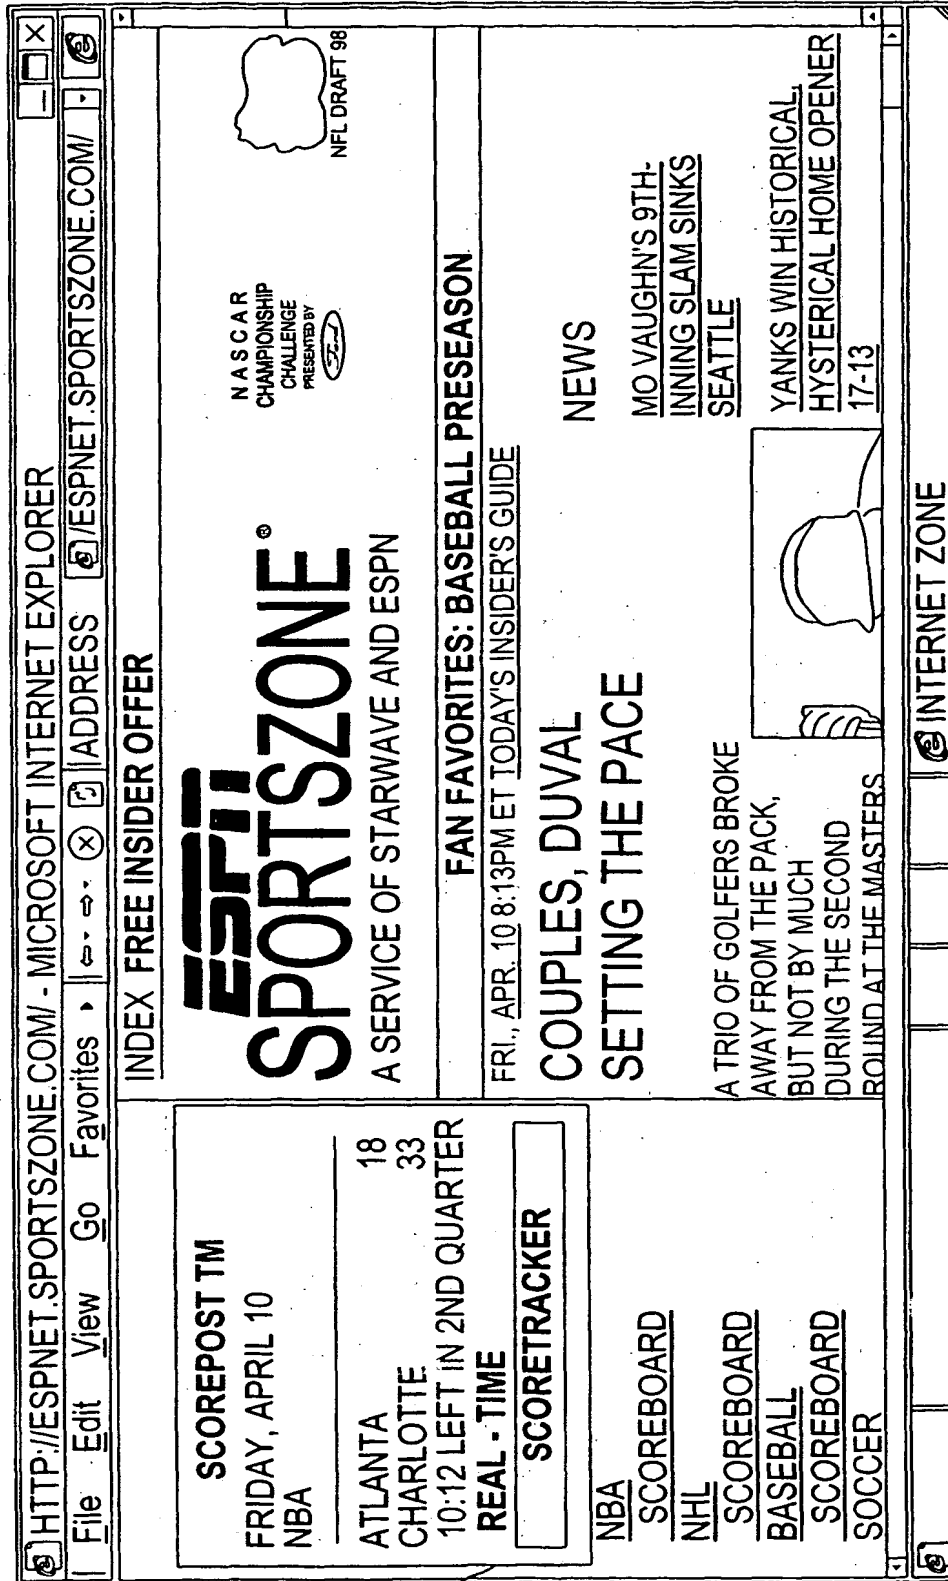 HTTP://ESPNET.SPORTSZONE.COM/ - MICROSOFT INTERNET EXPLORER
File Edit View Go Favorites ADDRESS /ESPNET.SPORTSZONE.COM/
SCOREPOST TM
FRIDAY, APRIL 10
NBA
ATLANTA 18
CHARLOTTE 33
10:12 LEFT IN 2ND QUARTER
REAL - TIME
SCORETRACKER
NBA
SCOREBOARD
NHL
SCOREBOARD
BASEBALL
SCOREBOARD
SOCCER
INDEX FREE INSIDER OFFER
ESPN
SPORTSZONE®
A SERVICE OF STARWAVE AND ESPN
NASCAR
CHAMPIONSHIP
CHALLENGE
PRESENTED BY
Ford
NFL DRAFT 98
FAN FAVORITES: BASEBALL PRESEASON
FRI., APR. 10 8:13PM ET TODAY'S INSIDER'S GUIDE
COUPLES, DUVAL
SETTING THE PACE
A TRIO OF GOLFERS BROKE
AWAY FROM THE PACK,
BUT NOT BY MUCH
DURING THE SECOND
ROUND AT THE MASTERS
NEWS
MO VAUGHN'S 9TH-
INNING SLAM SINKS
SEATTLE
YANKS WIN HISTORICAL,
HYSTERICAL HOME OPENER
17-13
INTERNET ZONE